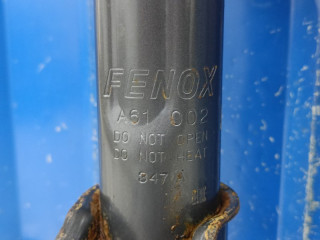 FENOX
A61 002
DO NOT OPEN
DO NOT HEAT